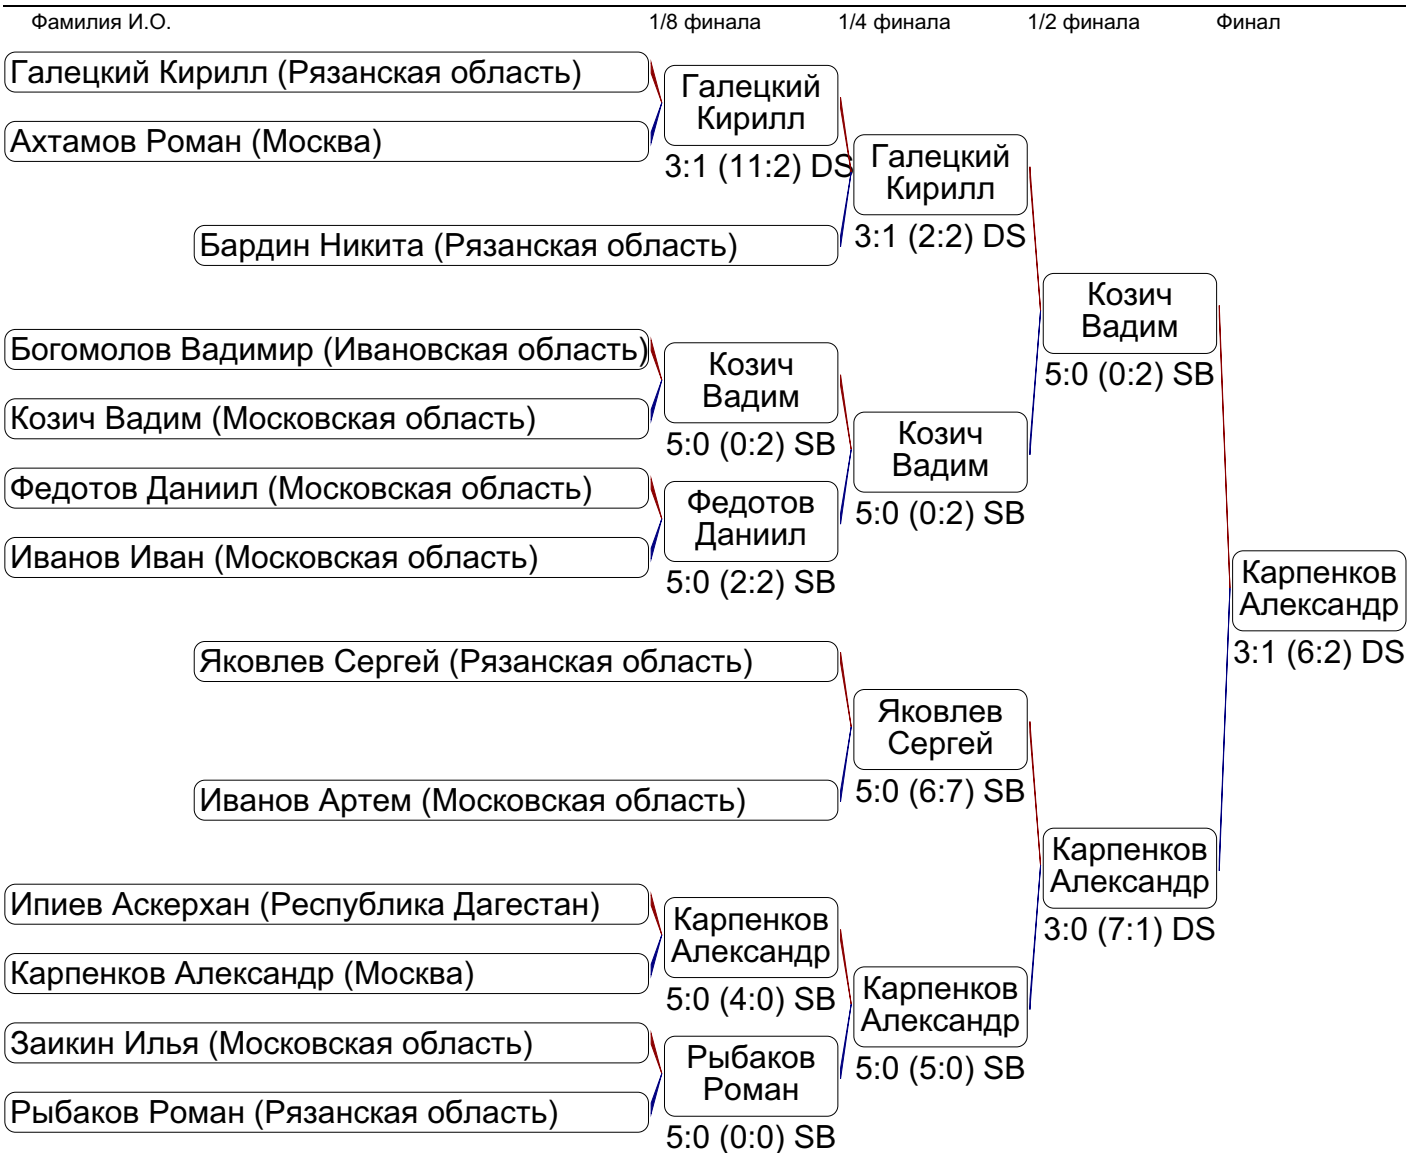 Фамилия И.О. 1/8 финала 1/4 финала 1/2 финала Финал
Галецкий Кирилл (Рязанская область)
Ахтамов Роман (Москва)
Галецкий
Кирилл
3:1 (11:2) DS
Бардин Никита (Рязанская область)
Галецкий
Кирилл
3:1 (2:2) DS
Богомолов Вадимир (Ивановская область)
Козич Вадим (Московская область)
Козич
Вадим
5:0 (0:2) SB
Федотов Даниил (Московская область)
Иванов Иван (Московская область)
Федотов
Даниил
5:0 (2:2) SB
Козич
Вадим
5:0 (0:2) SB
Козич
Вадим
5:0 (0:2) SB
Яковлев Сергей (Рязанская область)
Иванов Артем (Московская область)
Яковлев
Сергей
5:0 (6:7) SB
Ипиев Аскерхан (Республика Дагестан)
Карпенков Александр (Москва)
Карпенков
Александр
5:0 (4:0) SB
Заикин Илья (Московская область)
Рыбаков Роман (Рязанская область)
Рыбаков
Роман
5:0 (0:0) SB
Карпенков
Александр
5:0 (5:0) SB
Карпенков
Александр
3:0 (7:1) DS
Карпенков
Александр
3:1 (6:2) DS